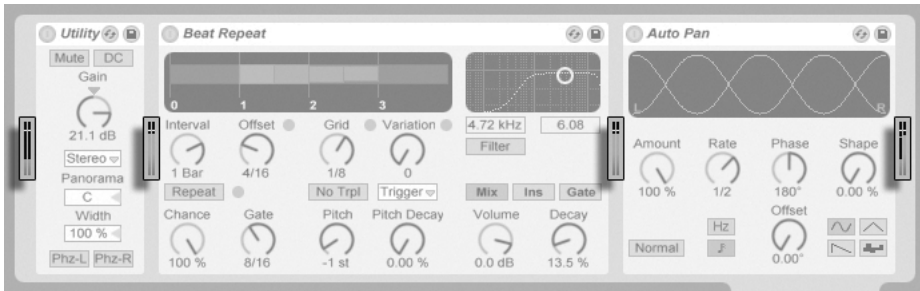 Utility
Mute DC
Gain
21.1 dB
Stereo
Panorama
C
Width
100 %
Phz-L Phz-R
Beat Repeat
0 1 2 3
Interval Offset Grid Variation
1 Bar 4/16 1/8 0
Repeat No Trpl Trigger
Chance Gate Pitch Pitch Decay
100 % 8/16 -1 st 0.00 %
4.72 kHz 6.08
Filter
Mix Ins Gate
Volume Decay
0.0 dB 13.5 %
Auto Pan
L R
Amount Rate Phase Shape
100 % 1/2 180° 0.00 %
Offset
Hz
Normal
0.00°